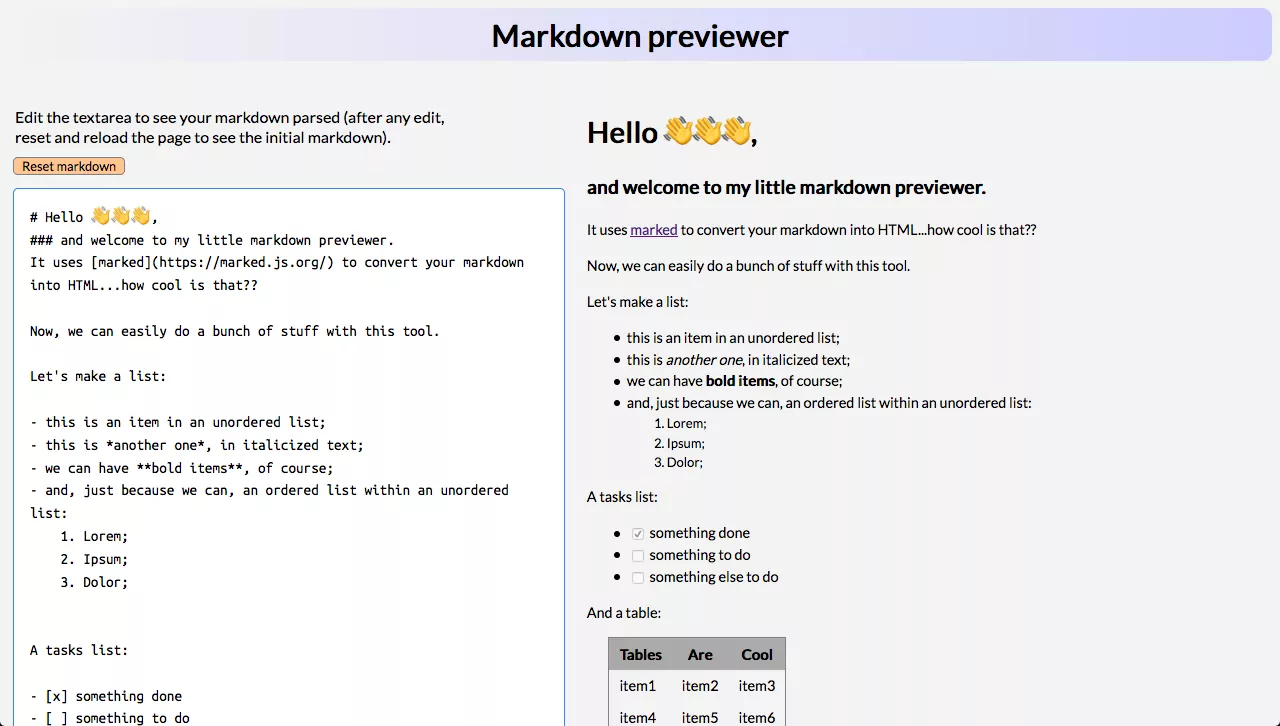 Markdown previewer
Edit the textarea to see your markdown parsed (after any edit,
reset and reload the page to see the initial markdown).
Reset markdown
# Hello 👋👋👋,
### and welcome to my little markdown previewer.
It uses [marked](https://marked.js.org/) to convert your markdown
into HTML...how cool is that??
Now, we can easily do a bunch of stuff with this tool.
Let's make a list:
- this is an item in an unordered list;
- this is *another one*, in italicized text;
- we can have **bold items**, of course;
- and, just because we can, an ordered list within an unordered
list:
1. Lorem;
2. Ipsum;
3. Dolor;
A tasks list:
- [x] something done
- [ ] something to do
Hello 👋👋👋,
and welcome to my little markdown previewer.
It uses marked to convert your markdown into HTML...how cool is that??
Now, we can easily do a bunch of stuff with this tool.
Let's make a list:
• this is an item in an unordered list;
• this is another one, in italicized text;
• we can have bold items, of course;
• and, just because we can, an ordered list within an unordered list:
1. Lorem;
2. Ipsum;
3. Dolor;
A tasks list:
• something done
• something to do
• something else to do
And a table:
Tables Are Cool
item1 item2 item3
item4 item5 item6